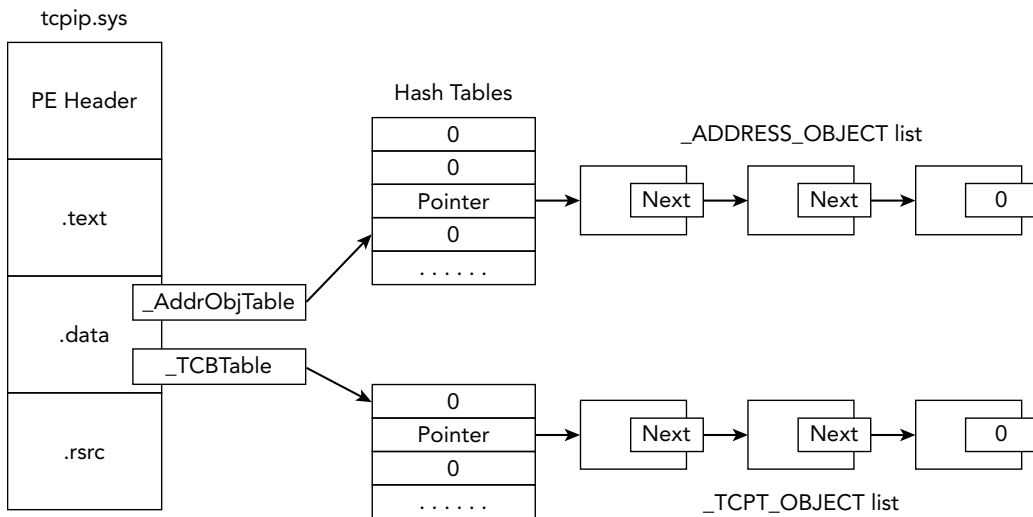 tcpip.sys
PE Header
.text
.data
.rsrc
_AddrObjTable
_TCBTable
Hash Tables
0
0
Pointer
0
. . . . . .
_ADDRESS_OBJECT list
Next
Next
0
0
Pointer
0
. . . . . .
Next
Next
0
_TCPT_OBJECT list